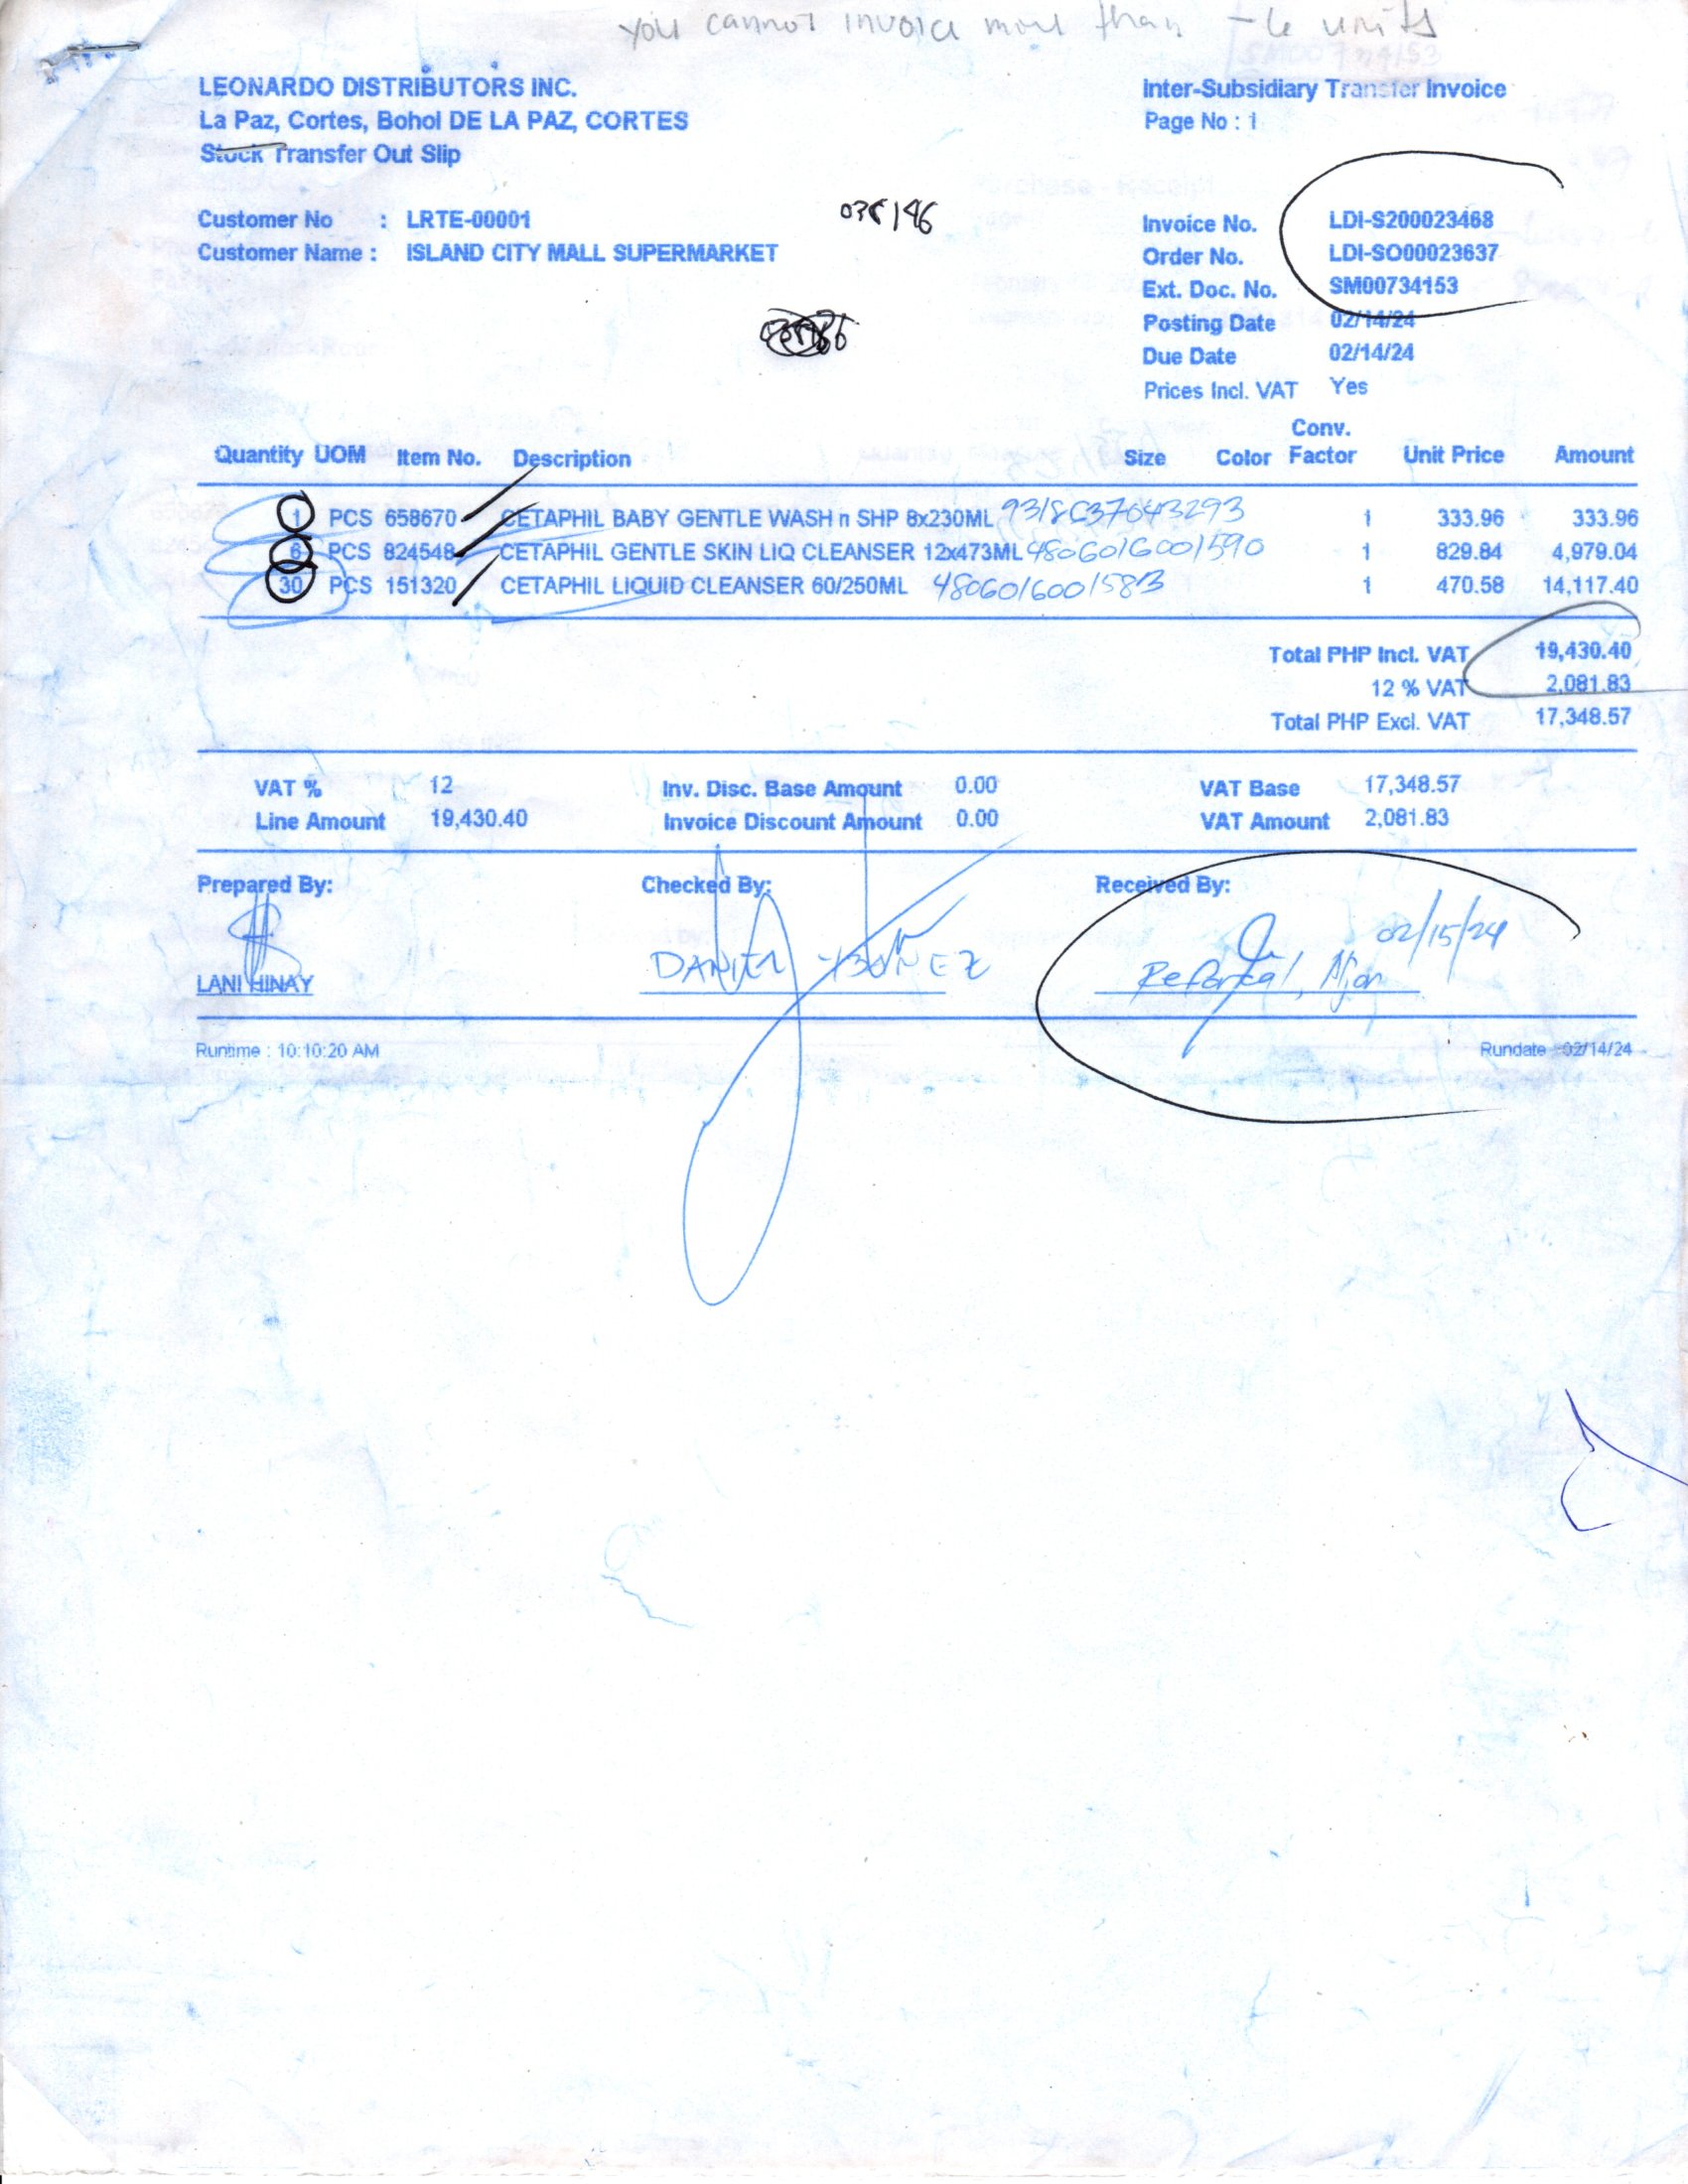 you cannot invoice more than -6 units
LEONARDO DISTRIBUTORS INC.
La Paz, Cortes, Bohol DE LA PAZ, CORTES
Stock Transfer Out Slip
Inter-Subsidiary Transfer Invoice
Page No : 1
Customer No : LRTE-00001
Customer Name : ISLAND CITY MALL SUPERMARKET
Invoice No. LDI-S200023468
Order No. LDI-SO00023637
Ext. Doc. No. SM00734153
Posting Date 02/14/24
Due Date 02/14/24
Prices Incl. VAT Yes
Quantity UOM Item No. Description Size Color Conv. Factor Unit Price Amount
1 PCS 658670 CETAPHIL BABY GENTLE WASH n SHP 8x230ML 1 333.96 333.96
6 PCS 824548 CETAPHIL GENTLE SKIN LIQ CLEANSER 12x473ML 4806016001590 1 829.84 4,979.04
30 PCS 151320 CETAPHIL LIQUID CLEANSER 60/250ML 1 470.58 14,117.40
Total PHP Incl. VAT 19,430.40
12 % VAT 2,081.83
Total PHP Excl. VAT 17,348.57
VAT % 12 Inv. Disc. Base Amount 0.00 VAT Base 17,348.57
Line Amount 19,430.40 Invoice Discount Amount 0.00 VAT Amount 2,081.83
Prepared By: Checked By: Received By:
02/15/24
LANI HINAY DANIEL
Runtime : 10:10:20 AM Rundate : 02/14/24